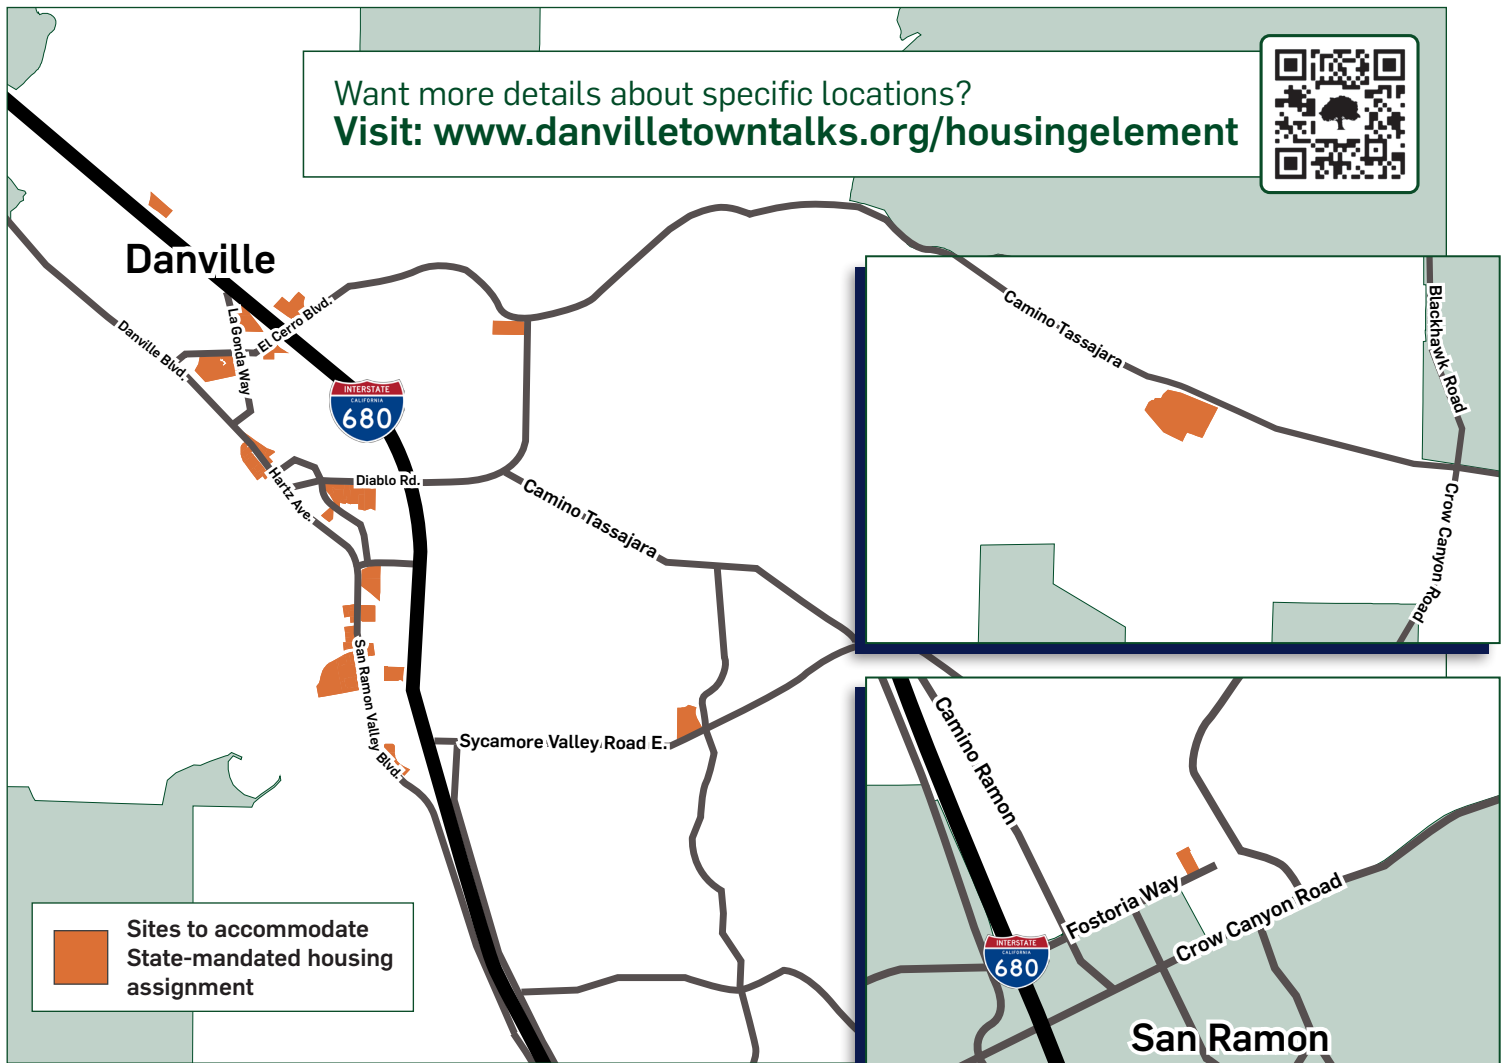 Want more details about specific locations?
Visit: www.danvilletowntalks.org/housingelement
Danville
Danville Blvd.
La Gonda Way
El Cerro Blvd.
INTERSTATE
CALIFORNIA
680
Hartz Ave.
Diablo Rd.
Camino Tassajara
San Ramon Valley Blvd.
Sycamore Valley Road E.
Camino Tassajara
Blackhawk Road
Crow Canyon Road
Camino Ramon
Fostoria Way
Crow Canyon Road
INTERSTATE
CALIFORNIA
680
San Ramon
Sites to accommodate
State-mandated housing
assignment